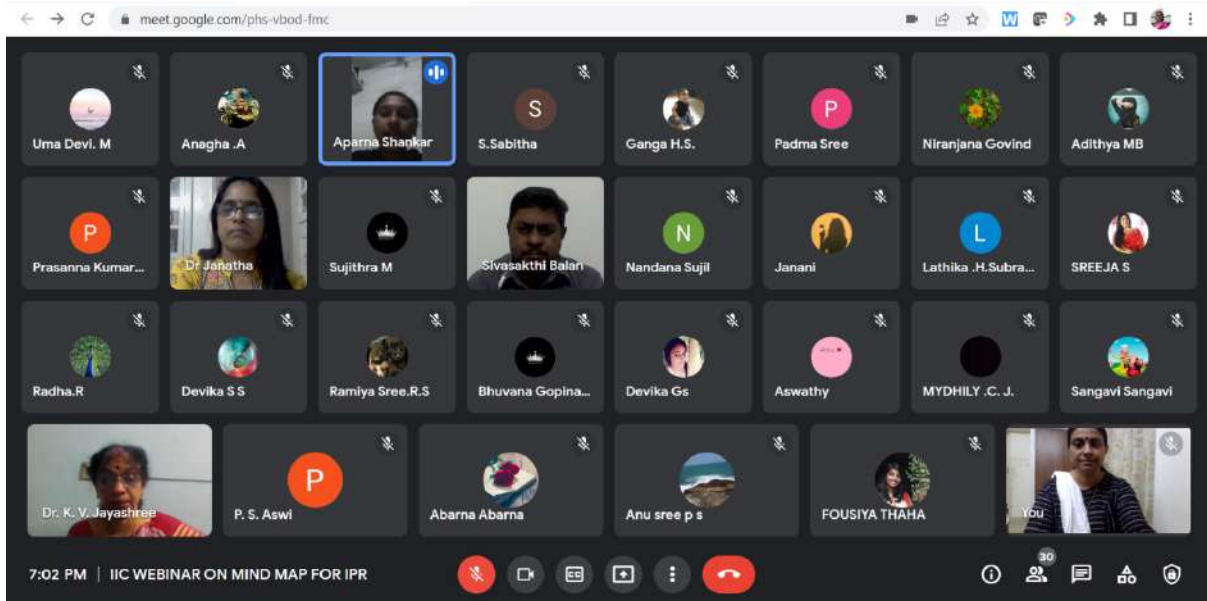 meet.google.com/phs-vbod-fmc
W
Uma Devi. M
Anagha .A
Aparna Shankar
S
S.Sabitha
Ganga H.S.
P
Padma Sree
Niranjana Govind
Adithya MB
P
Prasanna Kumar...
Dr Janatha
Sujithra M
Sivasakthi Balan
N
Nandana Sujil
Janani
L
Lathika .H.Subra...
SREEJA S
Radha.R
Devika S S
Ramiya Sree.R.S
Bhuvana Gopina...
Devika Gs
Aswathy
MYDHILY .C. J.
Sangavi Sangavi
Dr. K. V. Jayashree
P
P. S. Aswi
Abarna Abarna
Anu sree p s
FOUSIYA THAHA
You
7:02 PM | IIC WEBINAR ON MIND MAP FOR IPR
CC
30